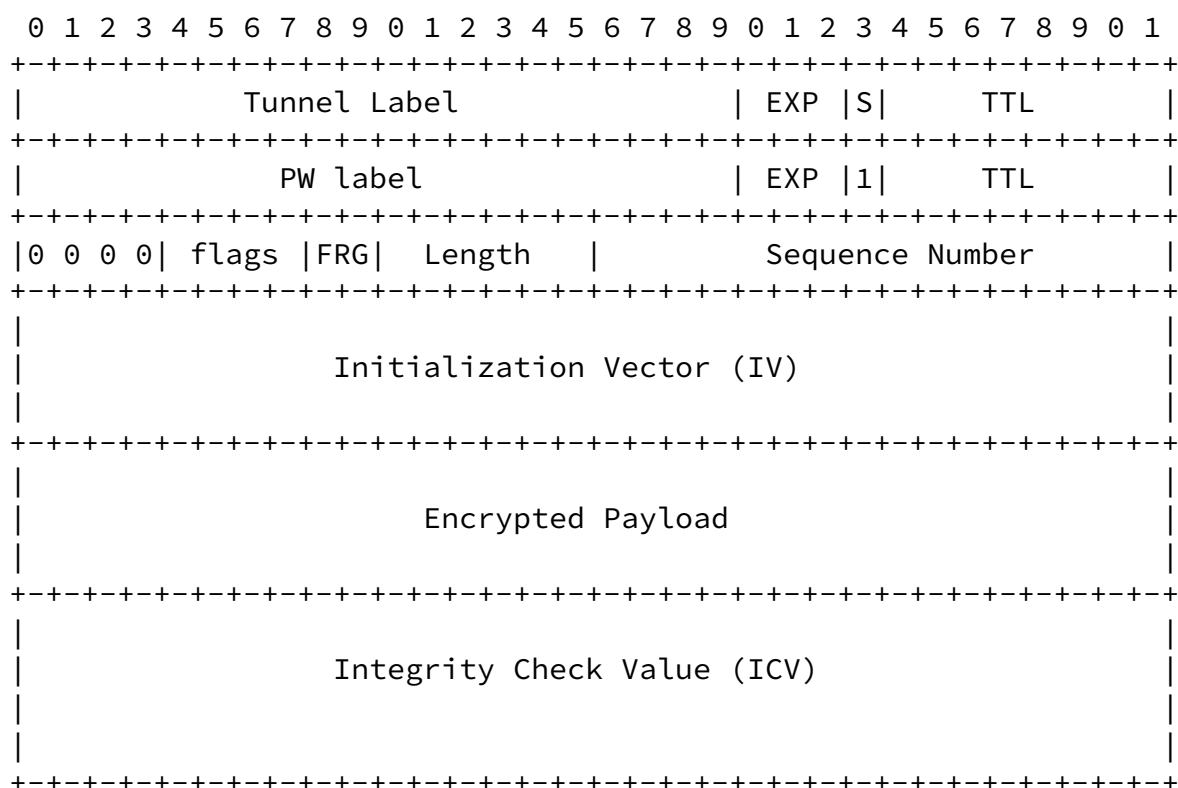 0 1 2 3 4 5 6 7 8 9 0 1 2 3 4 5 6 7 8 9 0 1 2 3 4 5 6 7 8 9 0 1
+-+-+-+-+-+-+-+-+-+-+-+-+-+-+-+-+-+-+-+-+-+-+-+-+-+-+-+-+-+-+-+-+
|            Tunnel Label               | EXP |S|     TTL       |
+-+-+-+-+-+-+-+-+-+-+-+-+-+-+-+-+-+-+-+-+-+-+-+-+-+-+-+-+-+-+-+-+
|              PW label                 | EXP |1|     TTL       |
+-+-+-+-+-+-+-+-+-+-+-+-+-+-+-+-+-+-+-+-+-+-+-+-+-+-+-+-+-+-+-+-+
|0 0 0 0| flags |FRG|  Length   |         Sequence Number       |
+-+-+-+-+-+-+-+-+-+-+-+-+-+-+-+-+-+-+-+-+-+-+-+-+-+-+-+-+-+-+-+-+
|                                                               |
|                 Initialization Vector (IV)                    |
|                                                               |
+-+-+-+-+-+-+-+-+-+-+-+-+-+-+-+-+-+-+-+-+-+-+-+-+-+-+-+-+-+-+-+-+
|                                                               |
|                      Encrypted Payload                        |
|                                                               |
+-+-+-+-+-+-+-+-+-+-+-+-+-+-+-+-+-+-+-+-+-+-+-+-+-+-+-+-+-+-+-+-+
|                                                               |
|                 Integrity Check Value (ICV)                   |
|                                                               |
|                                                               |
+-+-+-+-+-+-+-+-+-+-+-+-+-+-+-+-+-+-+-+-+-+-+-+-+-+-+-+-+-+-+-+-+